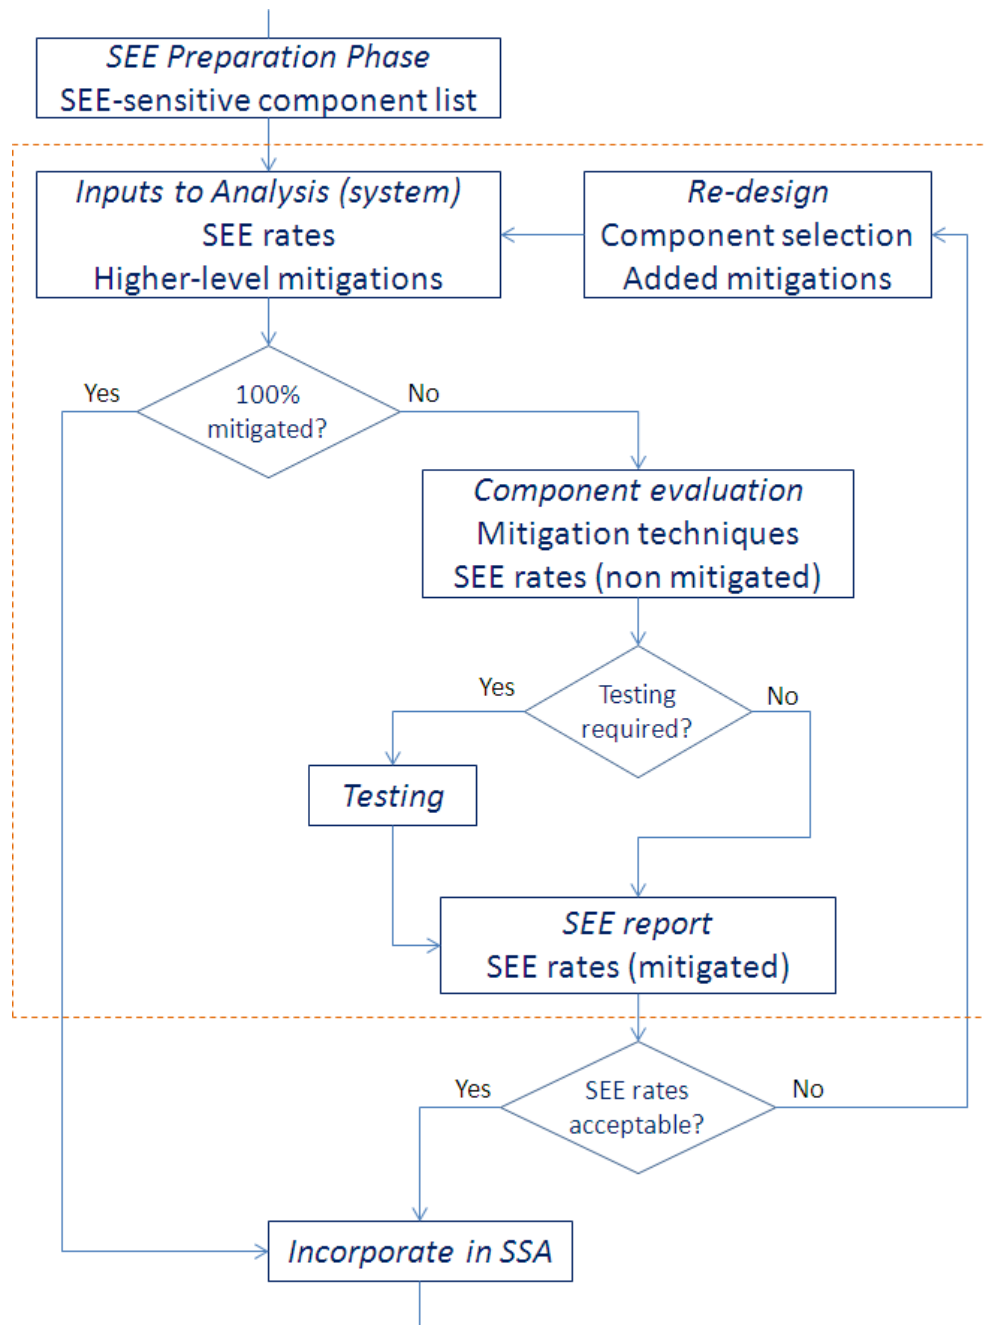 SEE Preparation Phase
SEE-sensitive component list
Inputs to Analysis (system)
SEE rates
Higher-level mitigations
Re-design
Component selection
Added mitigations
Yes
100%
mitigated?
No
Component evaluation
Mitigation techniques
SEE rates (non mitigated)
Yes
Testing
required?
No
Testing
SEE report
SEE rates (mitigated)
Yes
SEE rates
acceptable?
No
Incorporate in SSA